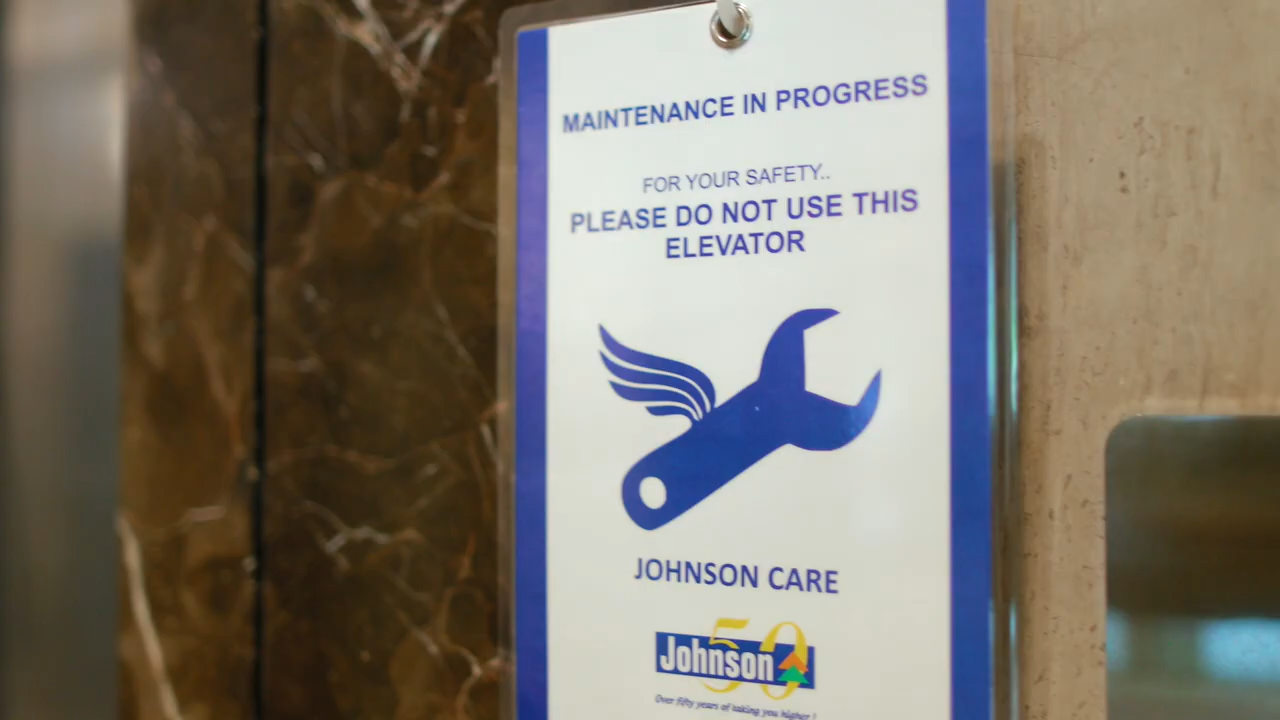 MAINTENANCE IN PROGRESS
FOR YOUR SAFETY..
PLEASE DO NOT USE THIS
ELEVATOR
JOHNSON CARE
50
Johnson
Over fifty years of taking you higher !